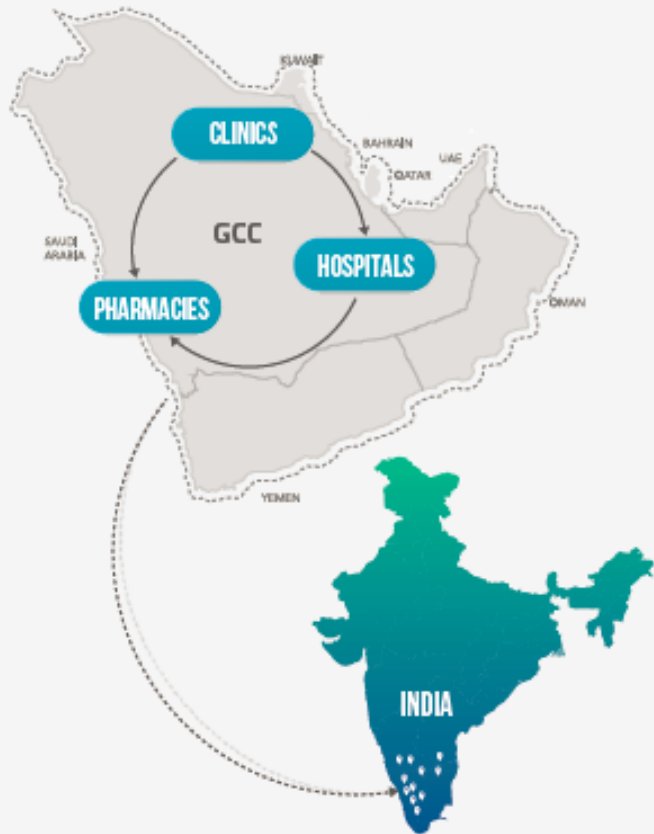 KUWAIT
CLINICS
BAHRAIN
UAE
QATAR
GCC
SAUDI
ARABIA
HOSPITALS
PHARMACIES
OMAN
YEMEN
INDIA